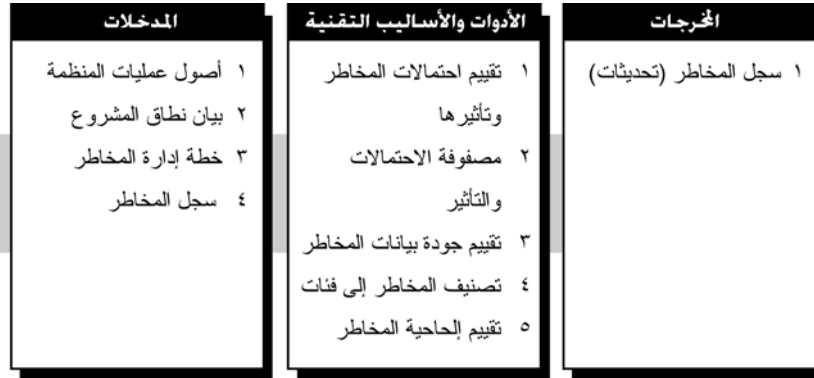 المدخلات
١ أصول عمليات المنظمة
٢ بيان نطاق المشروع
٣ خطة إدارة المخاطر
٤ سجل المخاطر
الأدوات والأساليب التقنية
١ تقييم احتمالات المخاطر
وتأثيرها
٢ مصفوفة الاحتمالات
والتأثير
٣ تقييم جودة بيانات المخاطر
٤ تصنيف المخاطر إلى فئات
٥ تقييم إلحاحية المخاطر
المخرجات
١ سجل المخاطر (تحديثات)